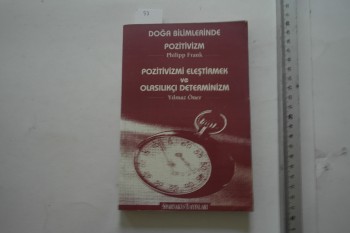 DOĞA BİLİMLERİNDE
POZİTİVİZM
Philipp Frank
POZİTİVİZMİ ELEŞTİRMEK
ve
OLASILIKÇI DETERMİNİZM
Yılmaz Öner